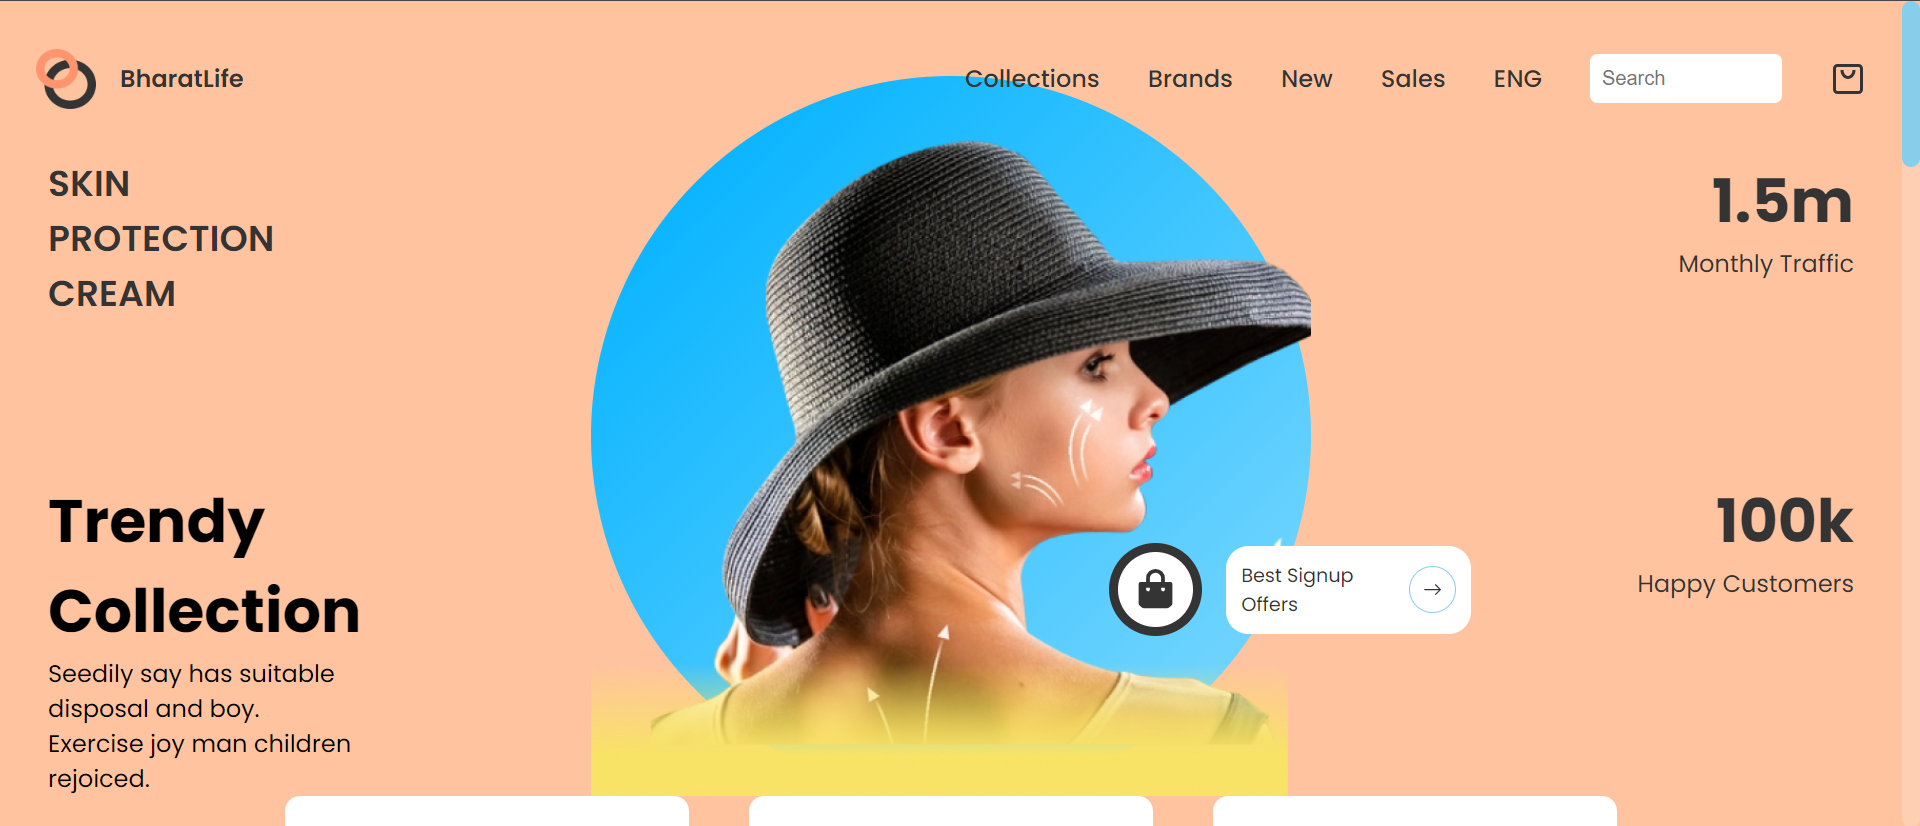 BharatLife
Collections
Brands
New
Sales
ENG
Search
SKIN
PROTECTION
CREAM
1.5m
Monthly Traffic
Trendy
Collection
Seedily say has suitable
disposal and boy.
Exercise joy man children
rejoiced.
Best Signup
Offers
100k
Happy Customers